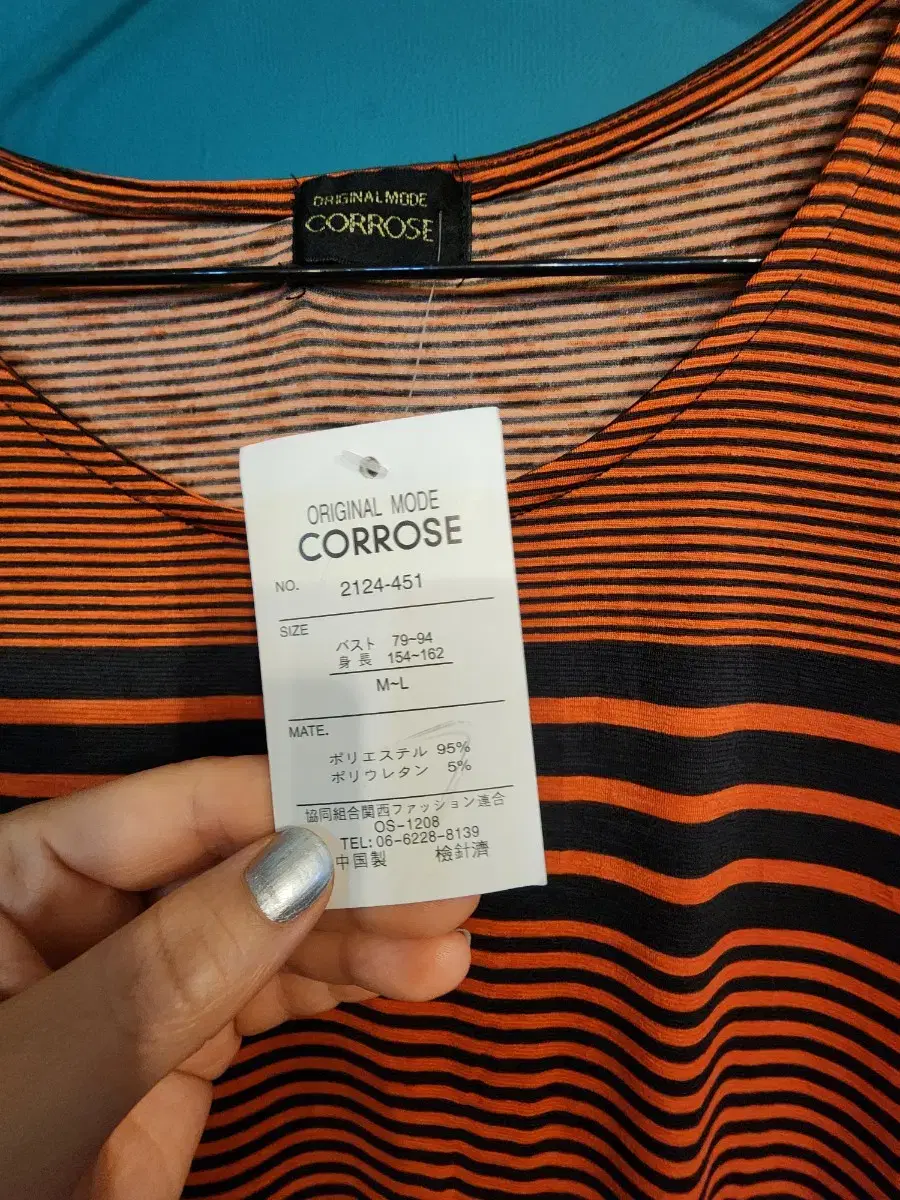 ORIGINAL MODE
CORROSE
ORIGINAL MODE
CORROSE
NO. 2124-451
SIZE
バスト 79~94
身長 154~162
M~L
MATE.
ポリエステル 95%
ポリウレタン 5%
協同組合関西ファッション連合
OS-1208
TEL:06-6228-8139
中国製 検針済